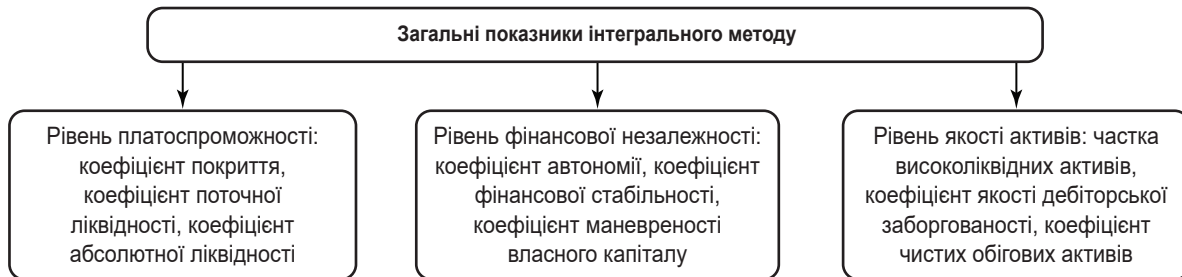 Загальні показники інтегрального методу
Рівень платоспроможності:
коефіцієнт покриття,
коефіцієнт поточної
ліквідності, коефіцієнт
абсолютної ліквідності
Рівень фінансової незалежності:
коефіцієнт автономії, коефіцієнт
фінансової стабільності,
коефіцієнт маневреності
власного капіталу
Рівень якості активів: частка
високоліквідних активів,
коефіцієнт якості дебіторської
заборгованості, коефіцієнт
чистих обігових активів